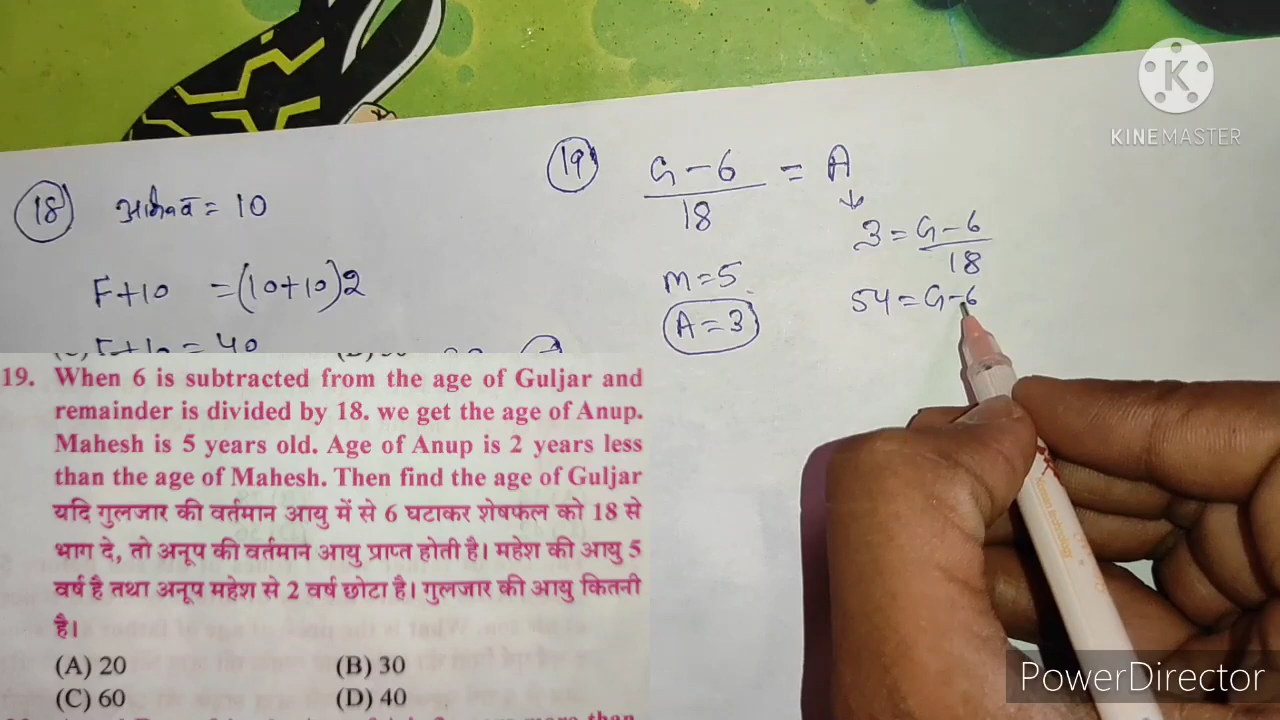 KINEMASTER
18 आभिनव = 10
F+10 = (10+10)2
F+10 = 40
19 G-6/18 = A
3 = G-6/18
M=5
A=3
54 = G-6
19. When 6 is subtracted from the age of Guljar and
remainder is divided by 18. we get the age of Anup.
Mahesh is 5 years old. Age of Anup is 2 years less
than the age of Mahesh. Then find the age of Guljar
यदि गुलजार की वर्तमान आयु में से 6 घटाकर शेषफल को 18 से
भाग दे, तो अनूप की वर्तमान आयु प्राप्त होती है। महेश की आयु 5
वर्ष है तथा अनूप महेश से 2 वर्ष छोटा है। गुलजार की आयु कितनी
है।
(A) 20 (B) 30
(C) 60 (D) 40
PowerDirector